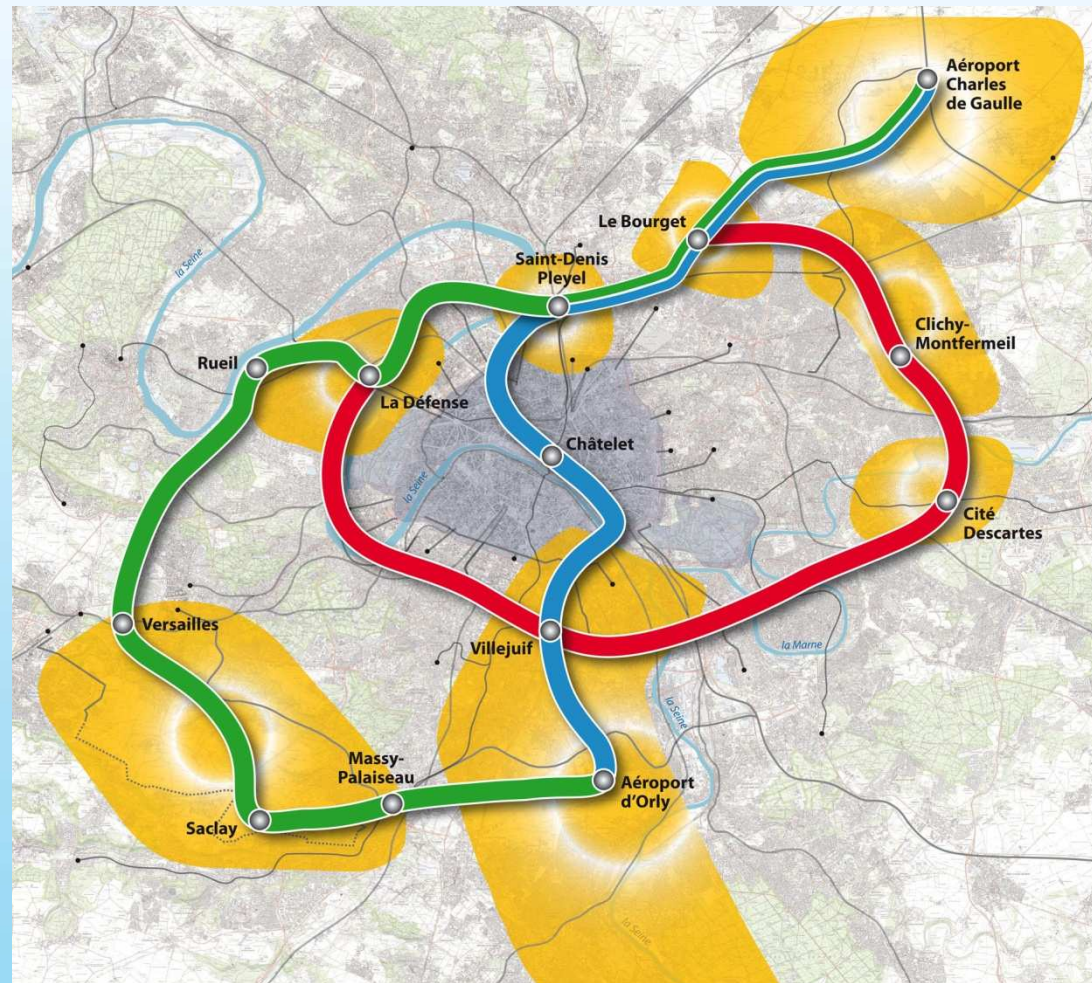 Aéroport
Charles
de Gaulle
Le Bourget
Saint-Denis
Pleyel
la Seine
Clichy-
Montfermeil
Rueil
La Défense
Châtelet
la Seine
Cité
Descartes
Versailles
Villejuif
la Marne
la Seine
Massy-
Palaiseau
Aéroport
d'Orly
Saclay
la Seine